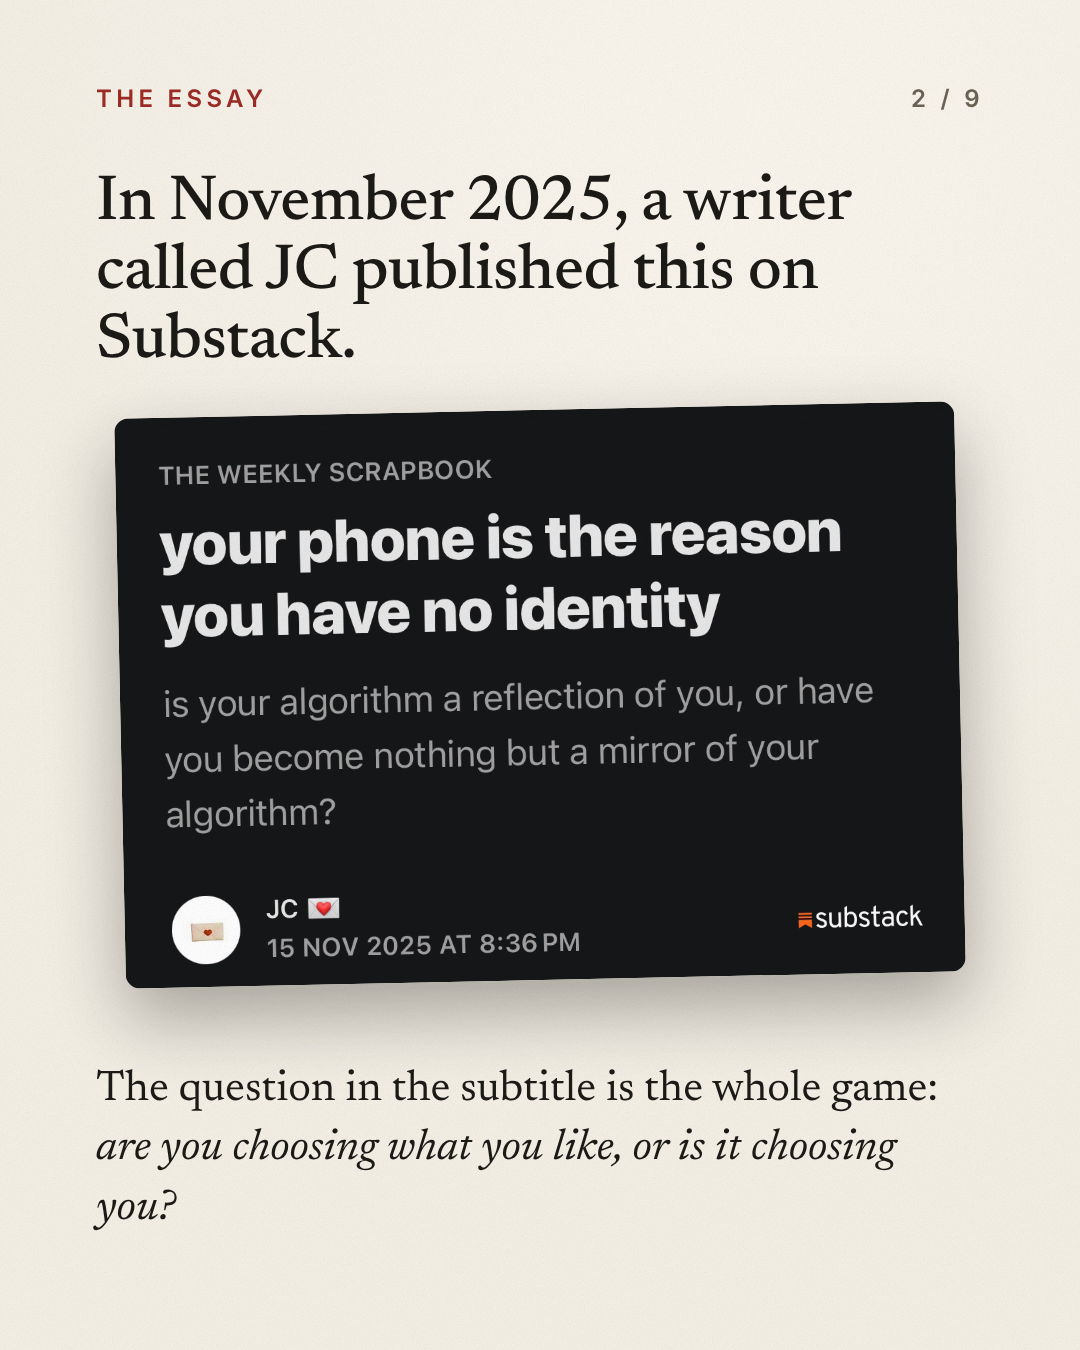 THE ESSAY
2 / 9
In November 2025, a writer
called JC published this on
Substack.
THE WEEKLY SCRAPBOOK
your phone is the reason
you have no identity
is your algorithm a reflection of you, or have
you become nothing but a mirror of your
algorithm?
JC 💌
15 NOV 2025 AT 8:36 PM
substack
The question in the subtitle is the whole game:
are you choosing what you like, or is it choosing
you?